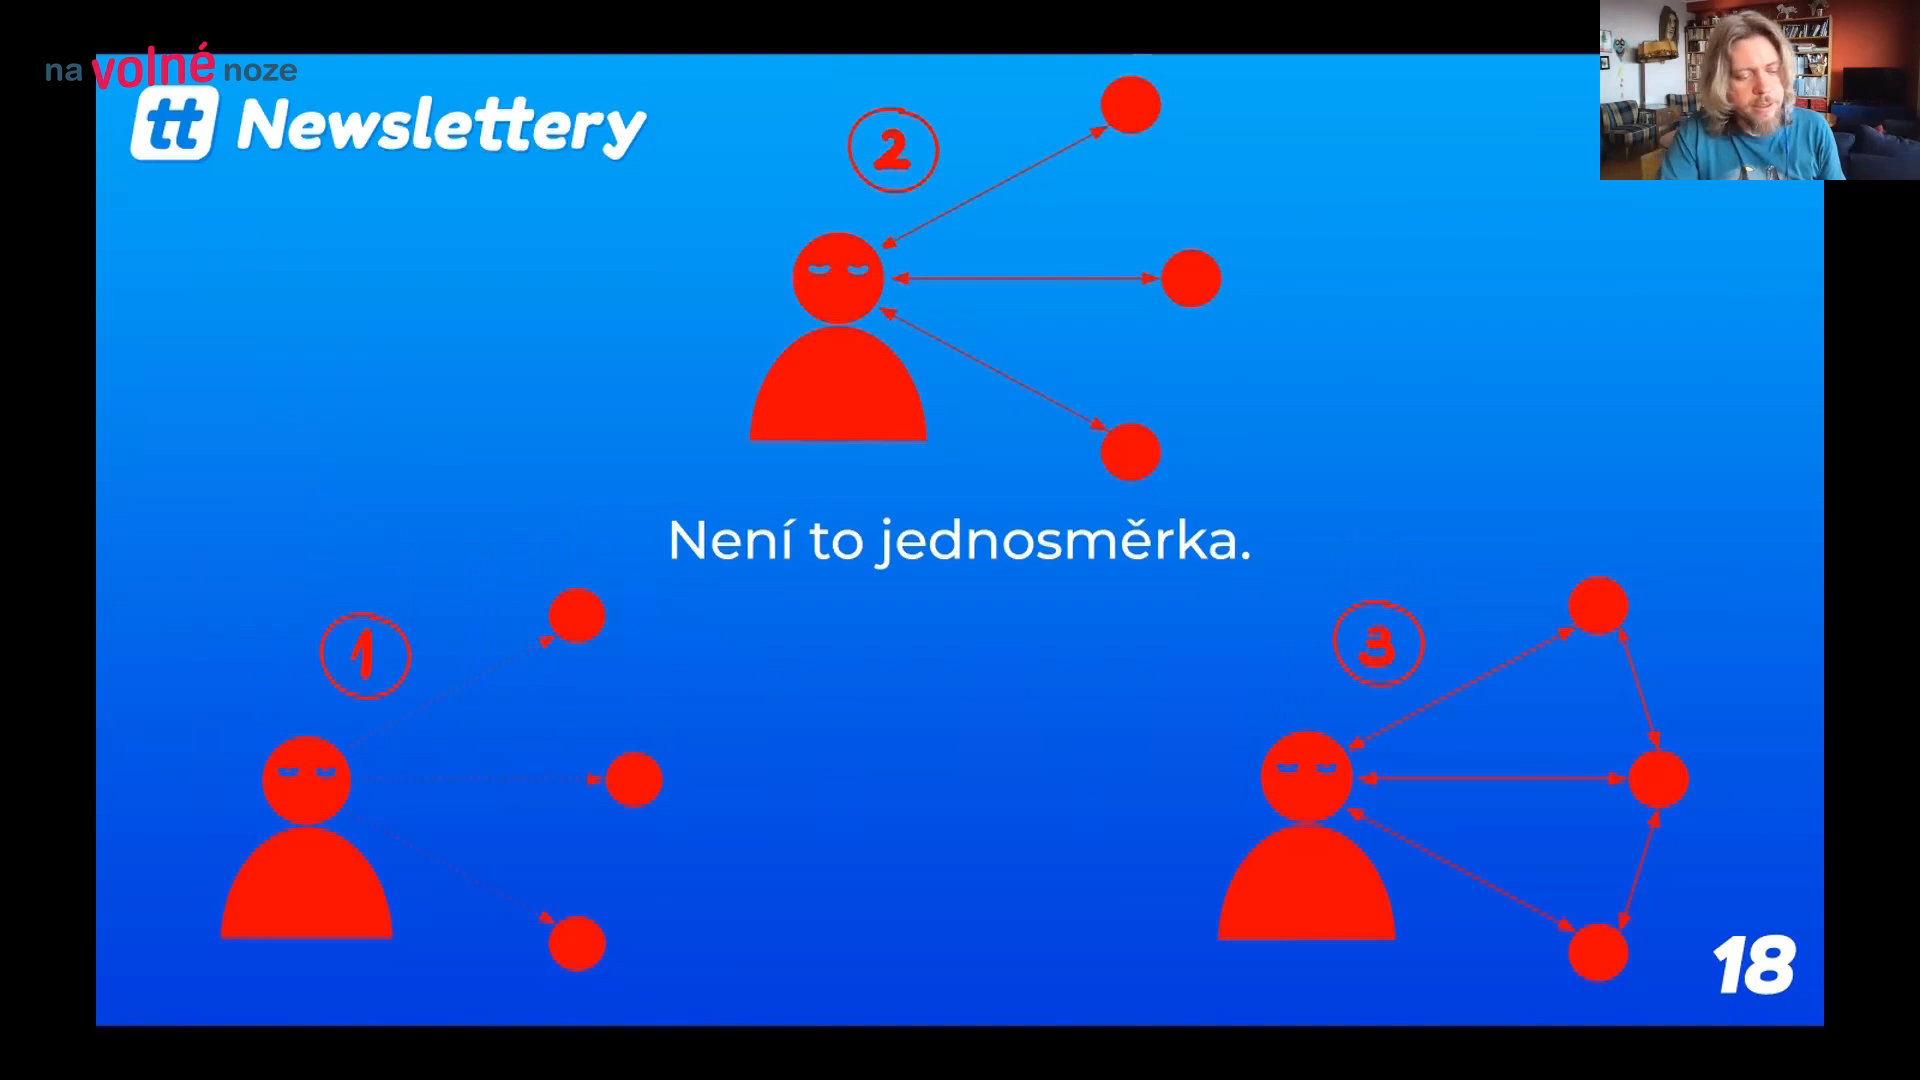 na volné noze
tt Newslettery
2
Není to jednosměrka.
1
3
18